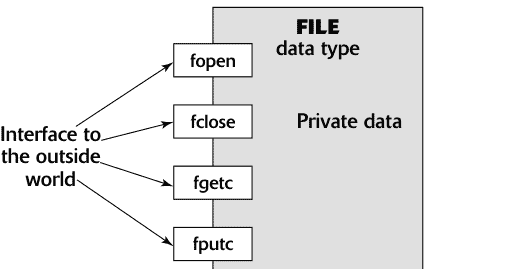 FILE
data type
fopen
fclose
Private data
Interface to
the outside
world
fgetc
fputc